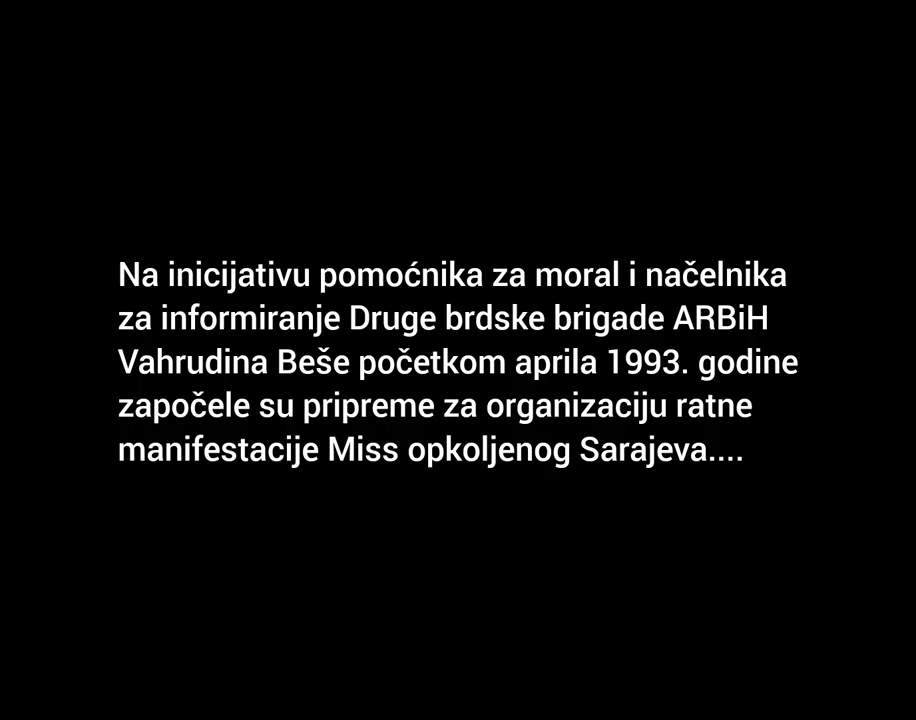 Na inicijativu pomoćnika za moral i načelnika
za informiranje Druge brdske brigade ARBiH
Vahrudina Beše početkom aprila 1993. godine
započele su pripreme za organizaciju ratne
manifestacije Miss opkoljenog Sarajeva....